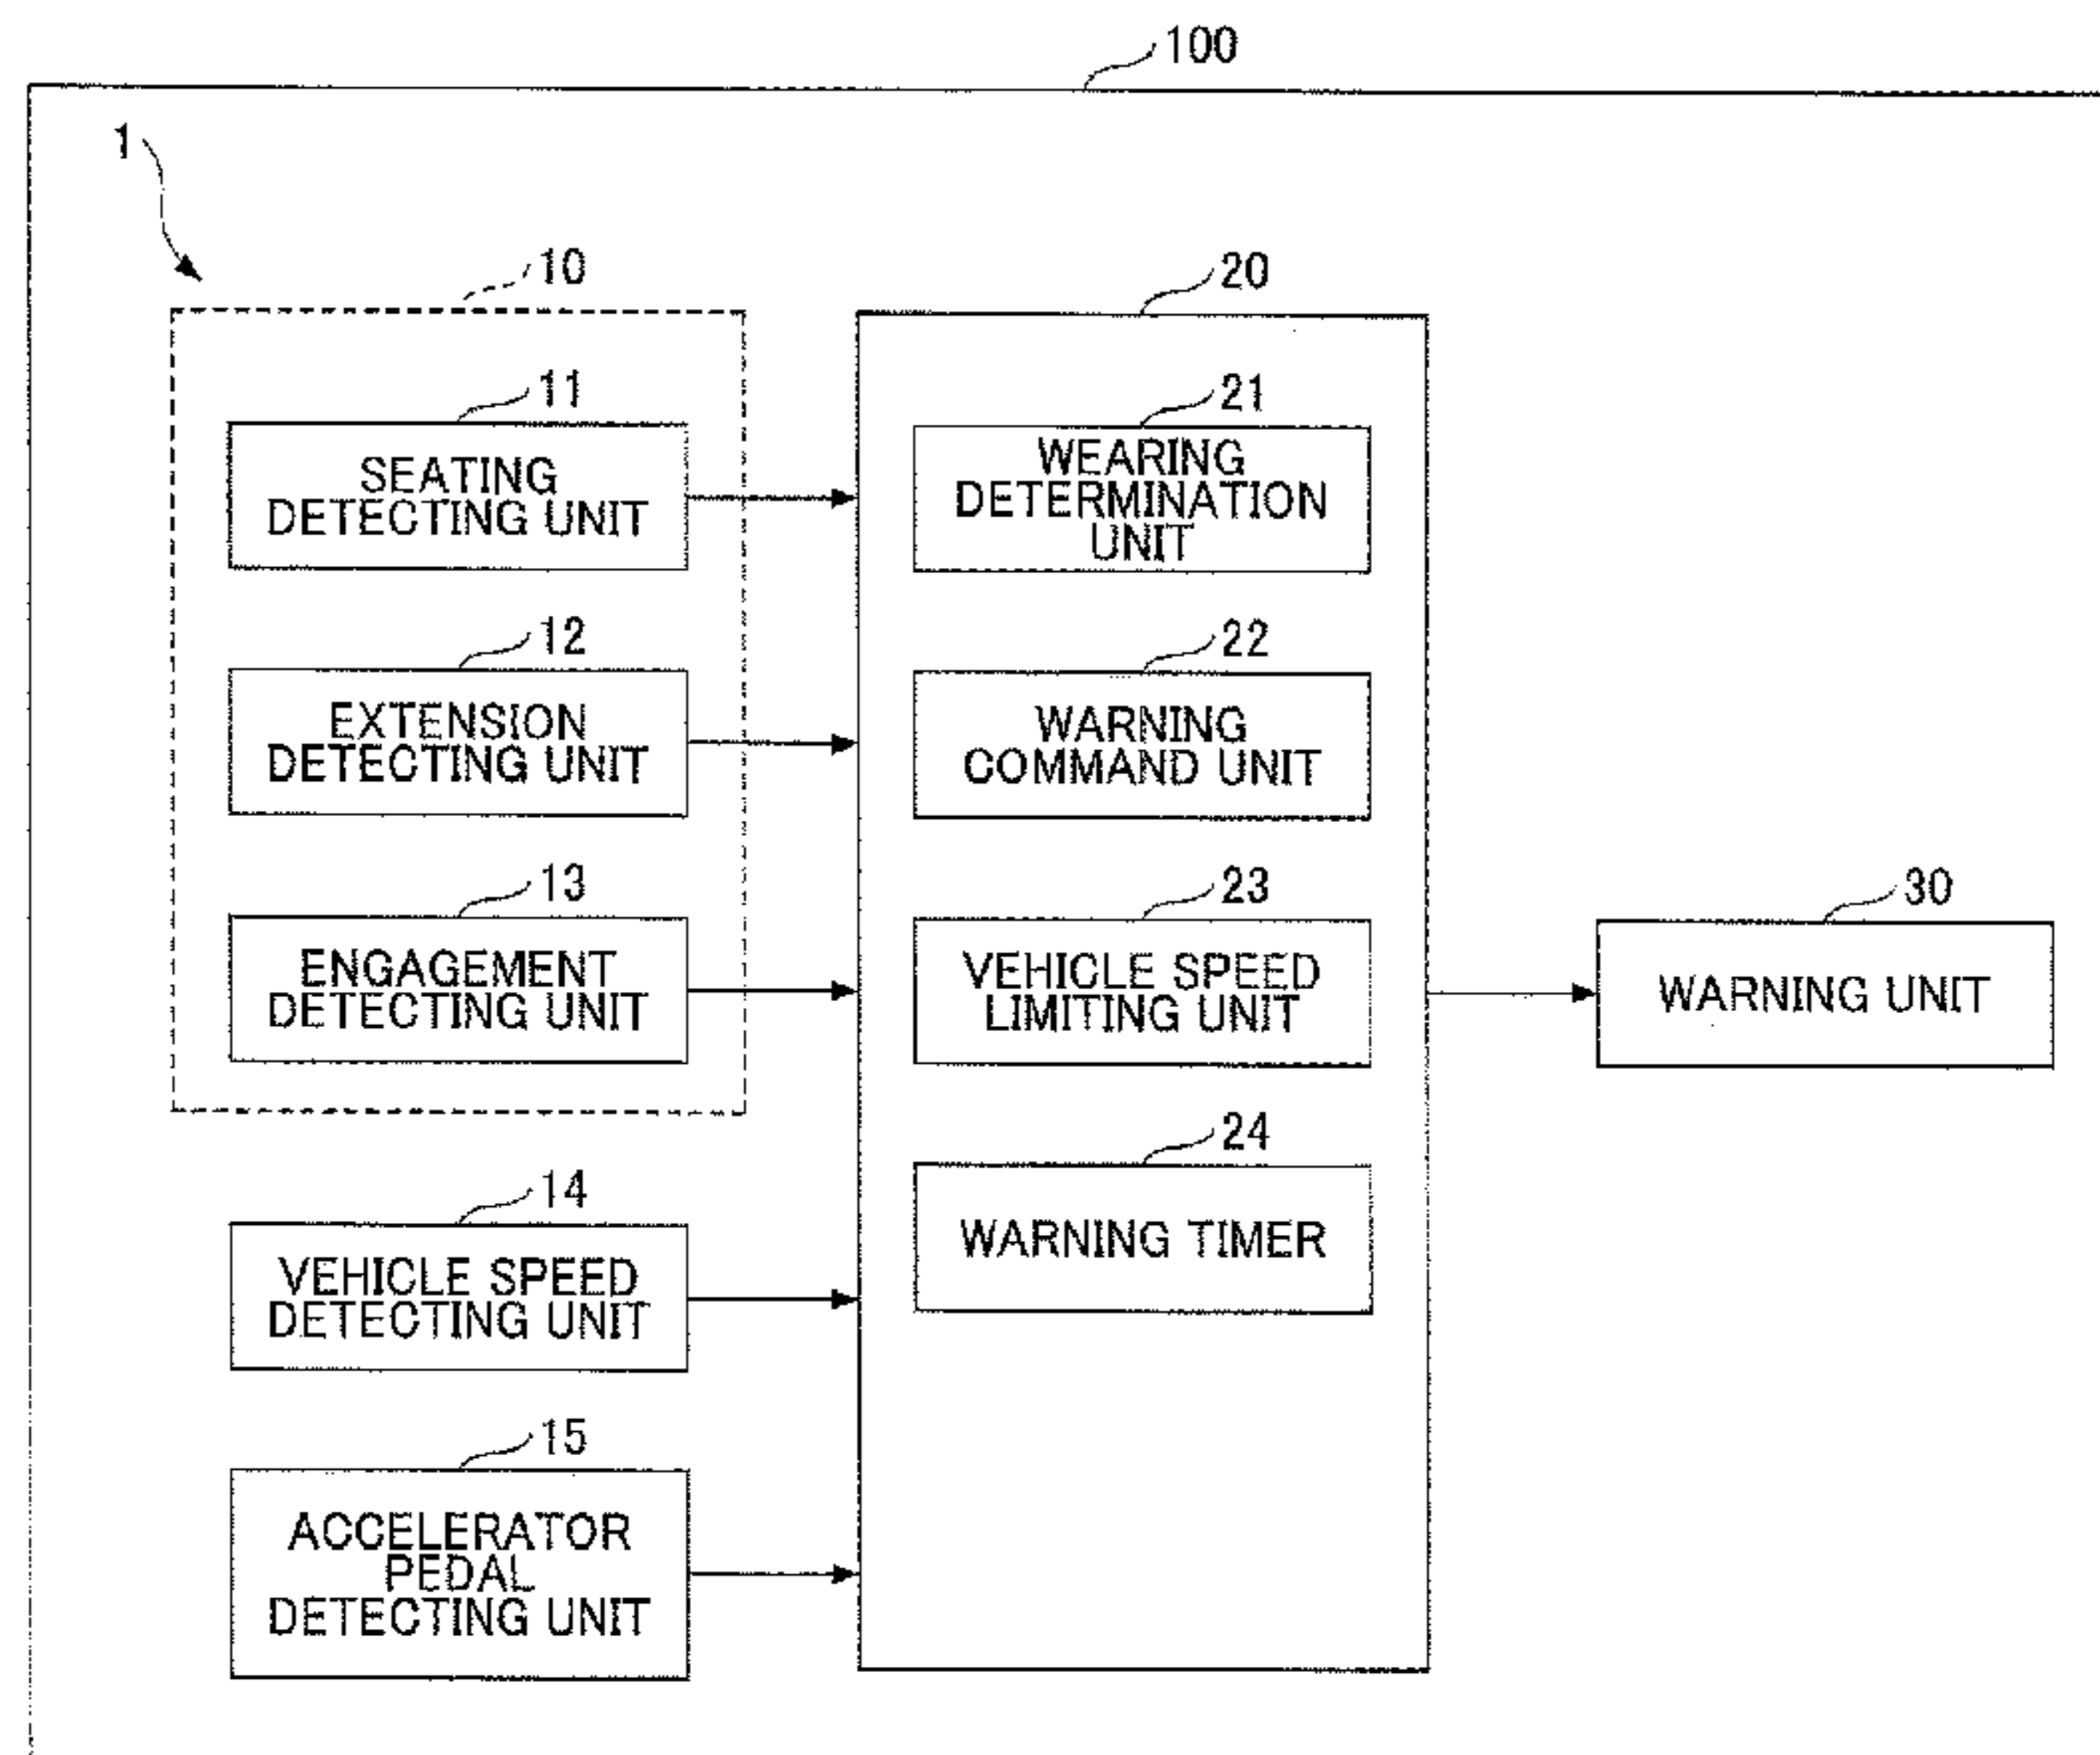 100
1
10
20
11
SEATING
DETECTING UNIT
21
WEARING
DETERMINATION
UNIT
12
EXTENSION
DETECTING UNIT
22
WARNING
COMMAND UNIT
13
ENGAGEMENT
DETECTING UNIT
23
VEHICLE SPEED
LIMITING UNIT
30
WARNING UNIT
14
VEHICLE SPEED
DETECTING UNIT
24
WARNING TIMER
15
ACCELERATOR
PEDAL
DETECTING UNIT